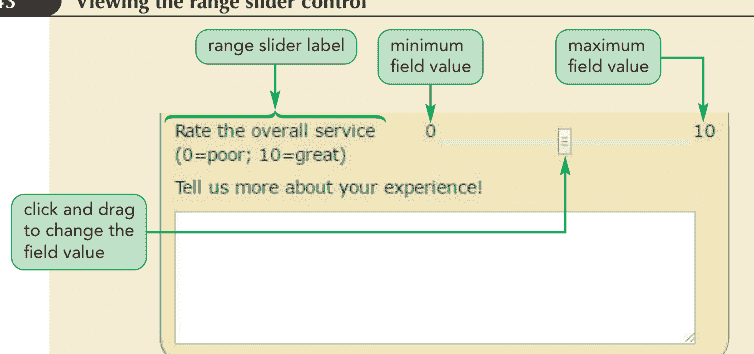 Viewing the range slider control
range slider label
minimum
field value
maximum
field value
Rate the overall service
(0=poor; 10=great)
0
10
Tell us more about your experience!
click and drag
to change the
field value